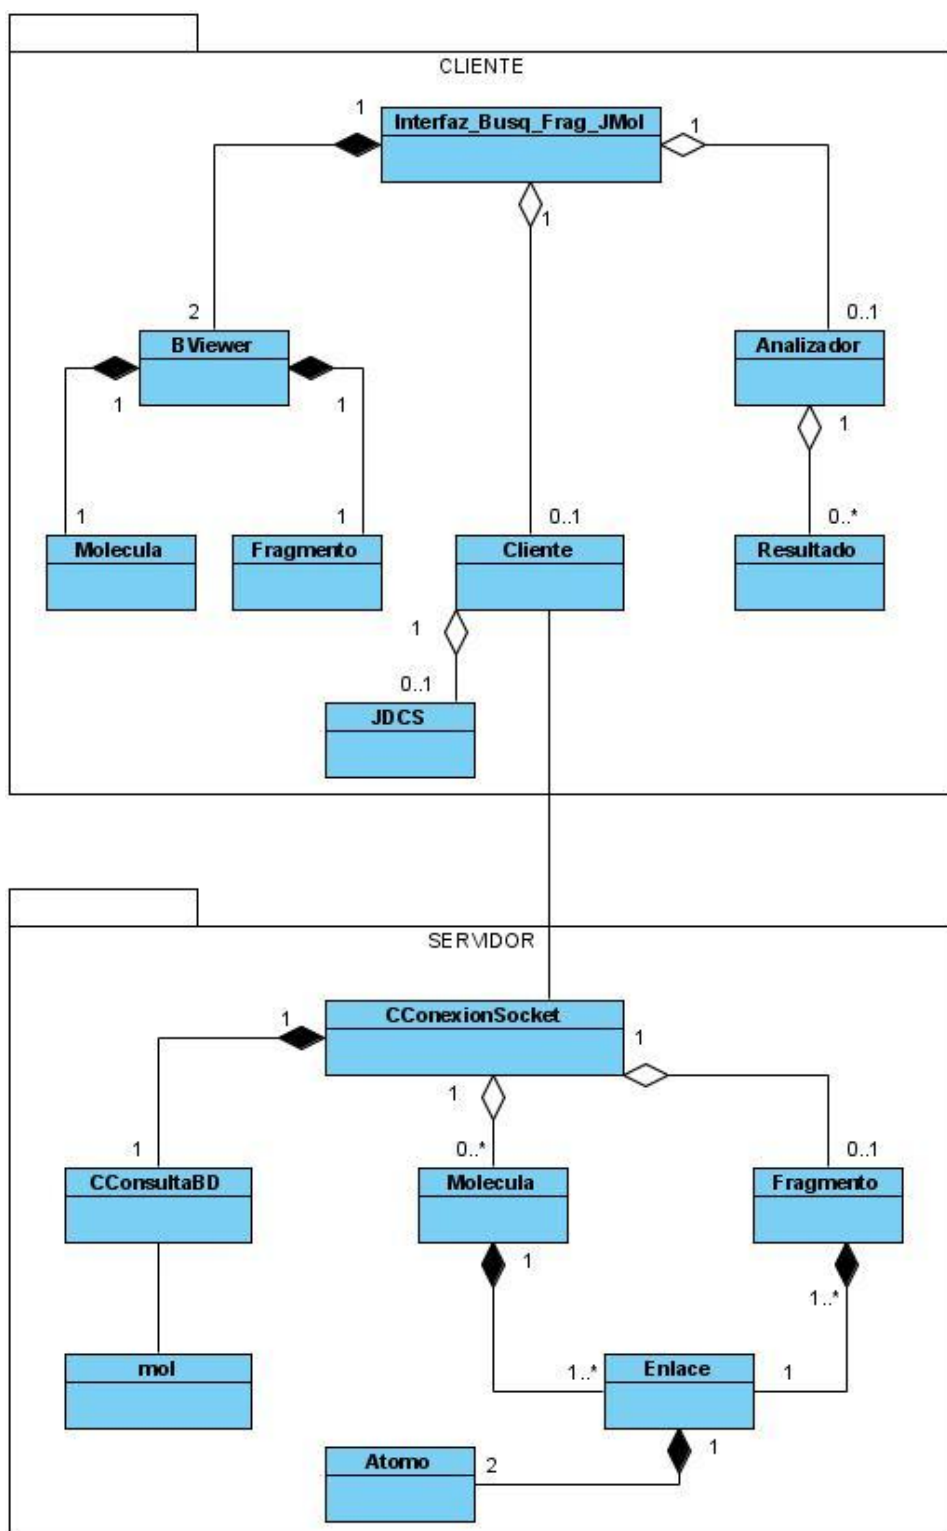 CLIENTE
1
Interfaz_Busq_Frag_JMol
1
1
2
0..1
BViewer
Analizador
1
1
1
1
1
0..1
0..*
Molecula
Fragmento
Cliente
Resultado
1
0..1
JDCS
SERVIDOR
1
CConexionSocket
1
1
1
0..*
0..1
CConsultaBD
Molecula
Fragmento
1
1..*
mol
1..*
Enlace
1
1
Atomo
2